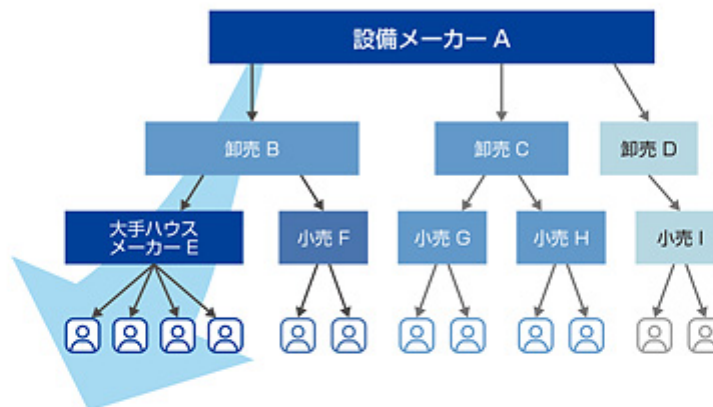 設備メーカー A
卸売 B
卸売 C
卸売 D
大手ハウス
メーカー E
小売 F
小売 G
小売 H
小売 I